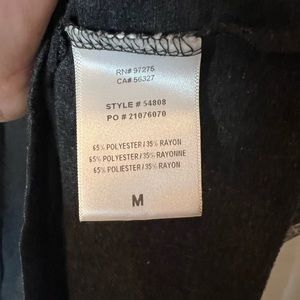 RN# 97275
CA# 56327
STYLE # 54808
PO # 21076070
65% POLYESTER / 35% RAYON
65% POLYESTER / 35% RAYONNE
65% POLIESTER / 35% RAYON
M